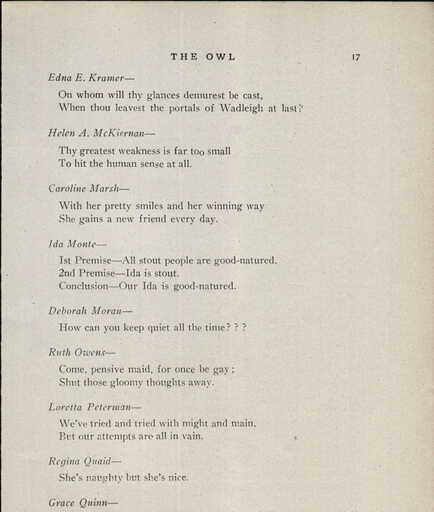 THE OWL 17
Edna E. Kramer—
On whom will thy glances demurest be cast,
When thou leavest the portals of Wadleigh at last?
Helen A. McKiernan—
Thy greatest weakness is far too small
To hit the human sense at all.
Caroline Marsh—
With her pretty smiles and her winning way
She gains a new friend every day.
Ida Monte—
1st Premise—All stout people are good-natured.
2nd Premise—Ida is stout.
Conclusion—Our Ida is good-natured.
Deborah Moran—
How can you keep quiet all the time? ? ?
Ruth Owens—
Come, pensive maid, for once be gay;
Shut those gloomy thoughts away.
Loretta Peterman—
We've tried and tried with might and main,
But our attempts are all in vain.
Regina Quaid—
She's naughty but she's nice.
Grace Quinn—